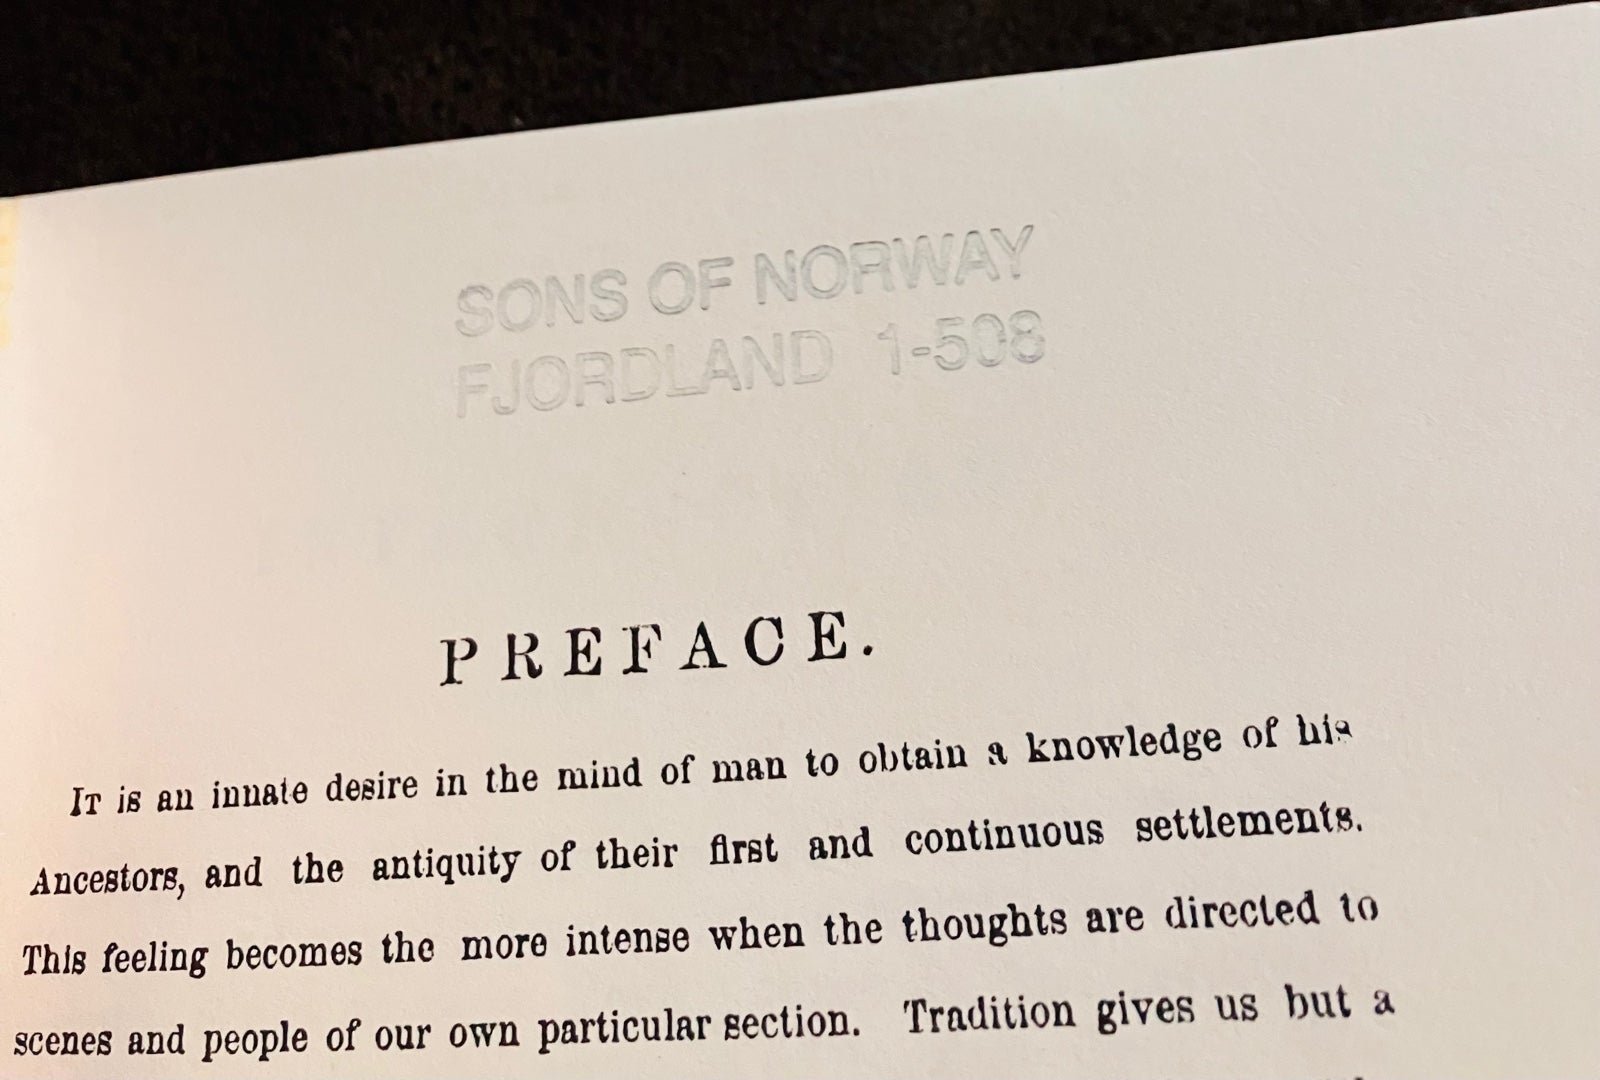 SONS OF NORWAY
FJORDLAND 1-508
PREFACE.
IT is an innate desire in the mind of man to obtain a knowledge of his
Ancestors, and the antiquity of their first and continuous settlements.
This feeling becomes the more intense when the thoughts are directed to
scenes and people of our own particular section. Tradition gives us but a